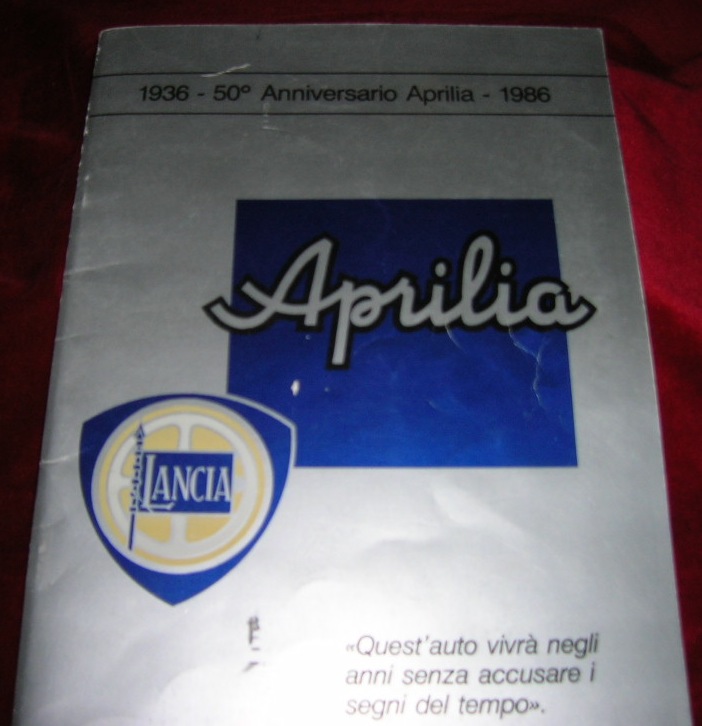 1936 - 50° Anniversario Aprilia - 1986
Aprilia
LANCIA
«Quest'auto vivrà negli
anni senza accusare i
segni del tempo».